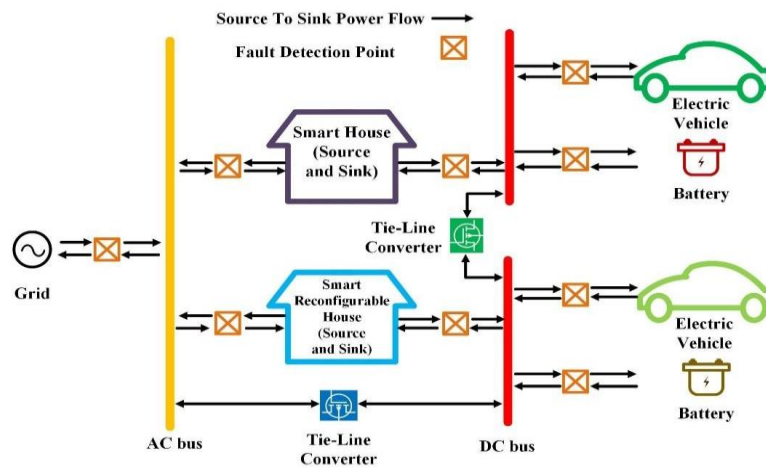 Source To Sink Power Flow
Fault Detection Point
Smart House
(Source
and Sink)
Electric
Vehicle
Battery
Tie-Line
Converter
Grid
Smart
Reconfigurable
House
(Source
and Sink)
Electric
Vehicle
Battery
AC bus
Tie-Line
Converter
DC bus